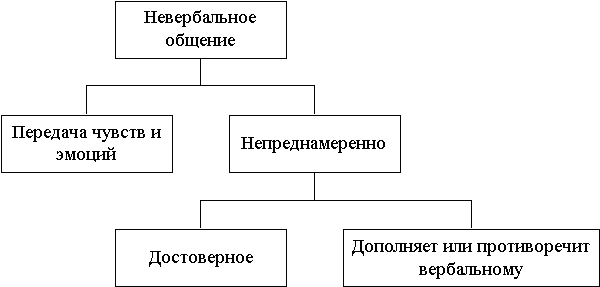 Невербальное
общение
Передача чувств и
эмоций
Непреднамеренно
Достоверное
Дополняет или противоречит
вербальному